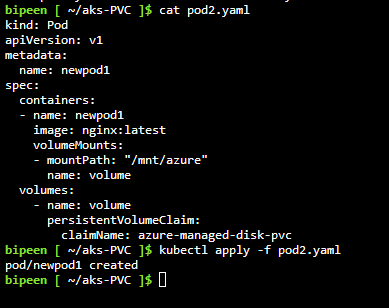 bipeen [ ~/aks-PVC ]$ cat pod2.yaml
kind: Pod
apiVersion: v1
metadata:
  name: newpod1
spec:
  containers:
  - name: newpod1
    image: nginx:latest
    volumeMounts:
    - mountPath: "/mnt/azure"
      name: volume
  volumes:
    - name: volume
      persistentVolumeClaim:
        claimName: azure-managed-disk-pvc
bipeen [ ~/aks-PVC ]$ kubectl apply -f pod2.yaml
pod/newpod1 created
bipeen [ ~/aks-PVC ]$